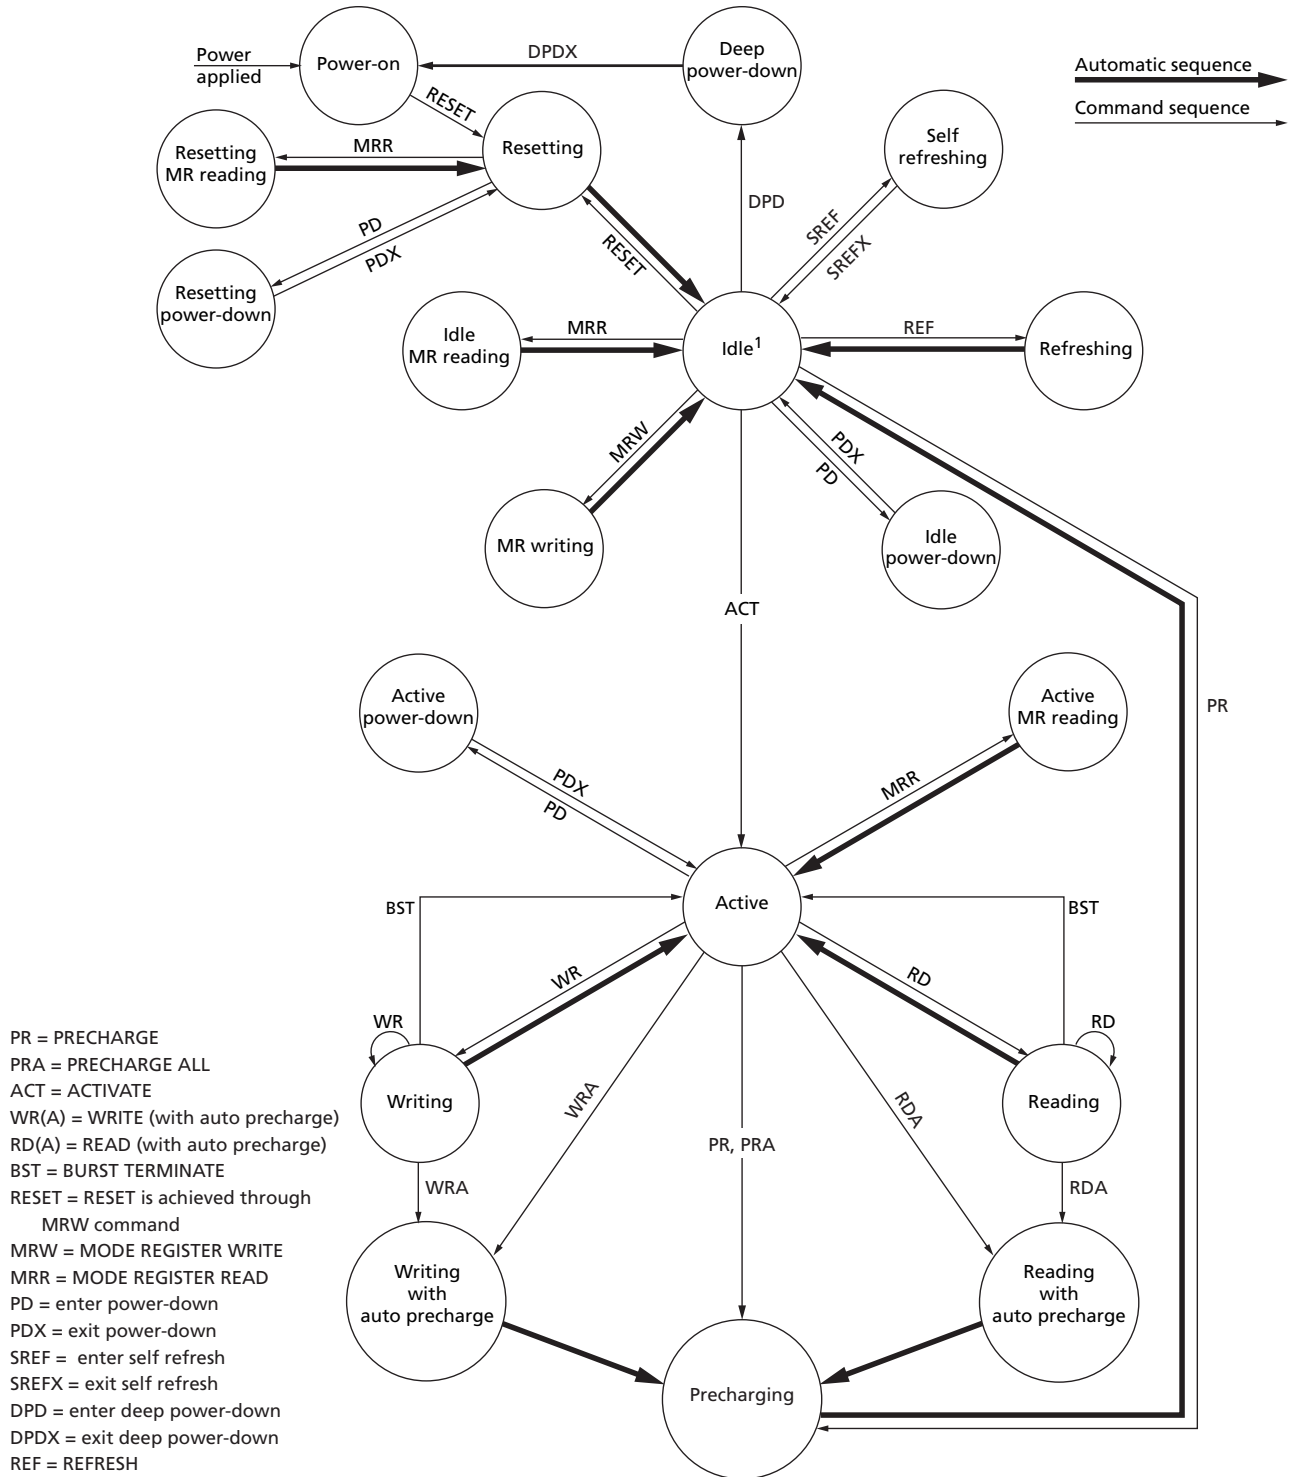 Power
applied
Power-on
DPDX
Deep
power-down
Automatic sequence
Command sequence
RESET
Resetting
MR reading
MRR
Resetting
Self
refreshing
DPD
SREF
SREFX
PD
PDX
RESET
Resetting
power-down
Idle
MR reading
MRR
Idle1
REF
Refreshing
MRW
PDX
PD
MR writing
Idle
power-down
ACT
Active
power-down
Active
MR reading
PR
PDX
PD
MRR
Active
BST
BST
WR
RD
WR
RD
Writing
Reading
WRA
RDA
PR, PRA
WRA
RDA
Writing
with
auto precharge
Reading
with
auto precharge
Precharging
PR = PRECHARGE
PRA = PRECHARGE ALL
ACT = ACTIVATE
WR(A) = WRITE (with auto precharge)
RD(A) = READ (with auto precharge)
BST = BURST TERMINATE
RESET = RESET is achieved through
MRW command
MRW = MODE REGISTER WRITE
MRR = MODE REGISTER READ
PD = enter power-down
PDX = exit power-down
SREF = enter self refresh
SREFX = exit self refresh
DPD = enter deep power-down
DPDX = exit deep power-down
REF = REFRESH